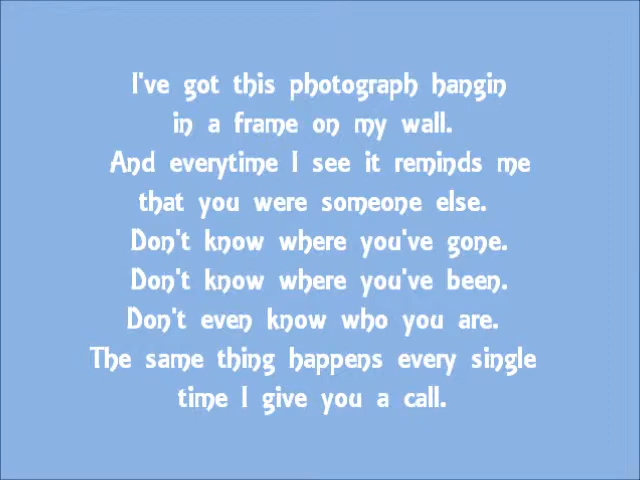 I've got this photograph hangin
in a frame on my wall.
And everytime I see it reminds me
that you were someone else.
Don't know where you've gone.
Don't know where you've been.
Don't even know who you are.
The same thing happens every single
time I give you a call.